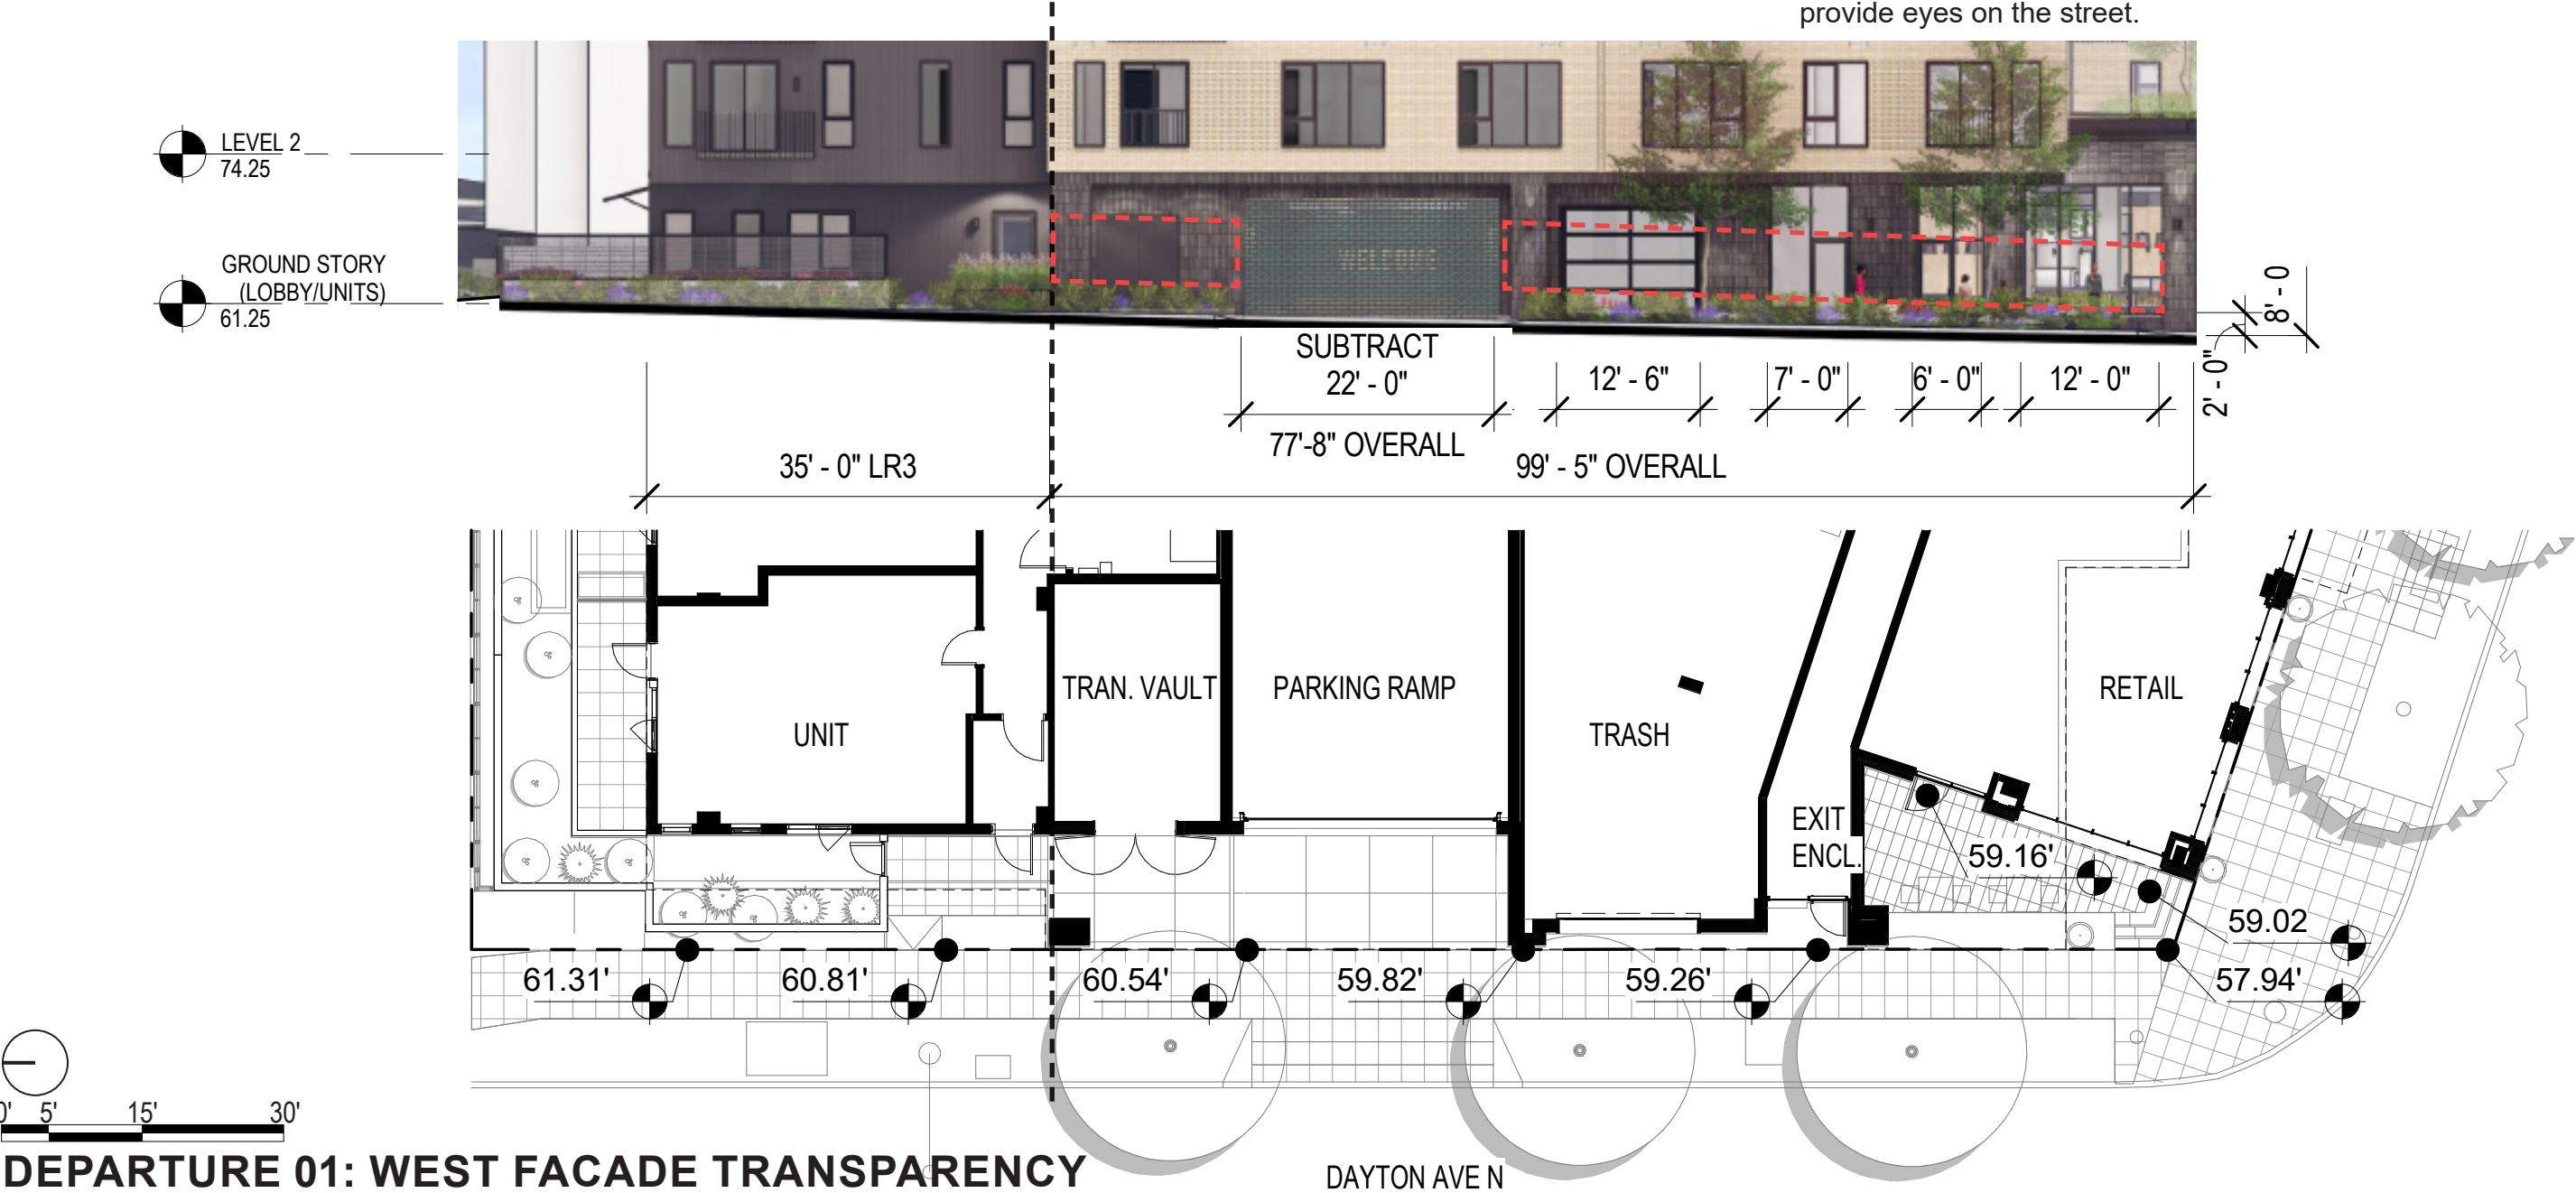 provide eyes on the street.
LEVEL 2
74.25
GROUND STORY
(LOBBY/UNITS)
61.25
WELCOME
8' - 0
2' - 0"
SUBTRACT
22' - 0"
12' - 6"
7' - 0"
6' - 0"
12' - 0"
77'-8" OVERALL
35' - 0" LR3
99' - 5" OVERALL
TRAN. VAULT
PARKING RAMP
RETAIL
UNIT
TRASH
EXIT
ENCL.
59.16'
59.02
61.31'
60.81'
60.54'
59.82'
59.26'
57.94'
0' 5' 15' 30'
DEPARTURE 01: WEST FACADE TRANSPARENCY
DAYTON AVE N